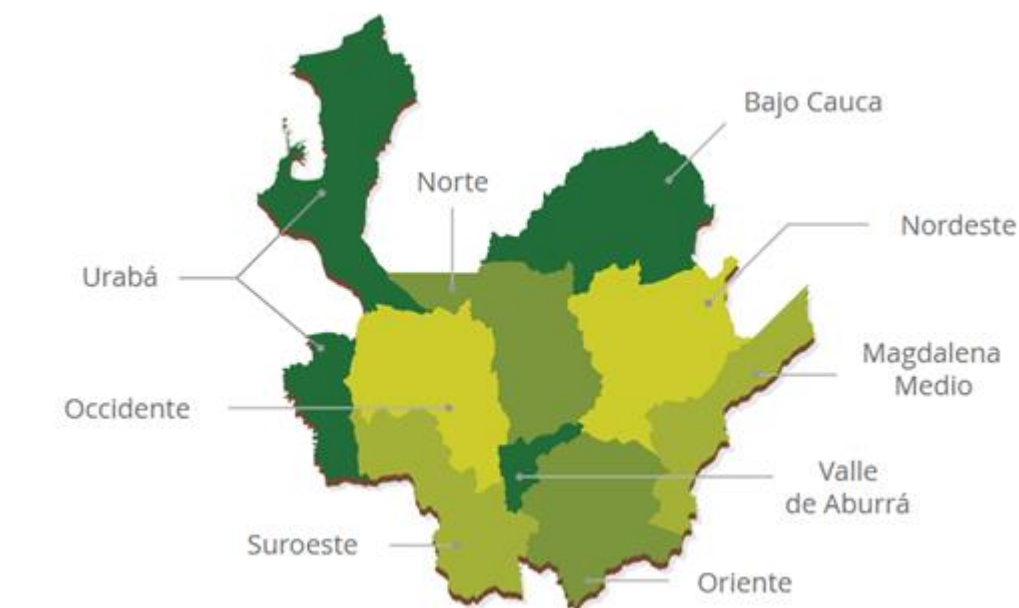 Bajo Cauca
Norte
Nordeste
Urabá
Magdalena
Medio
Occidente
Valle
de Aburrá
Suroeste
Oriente